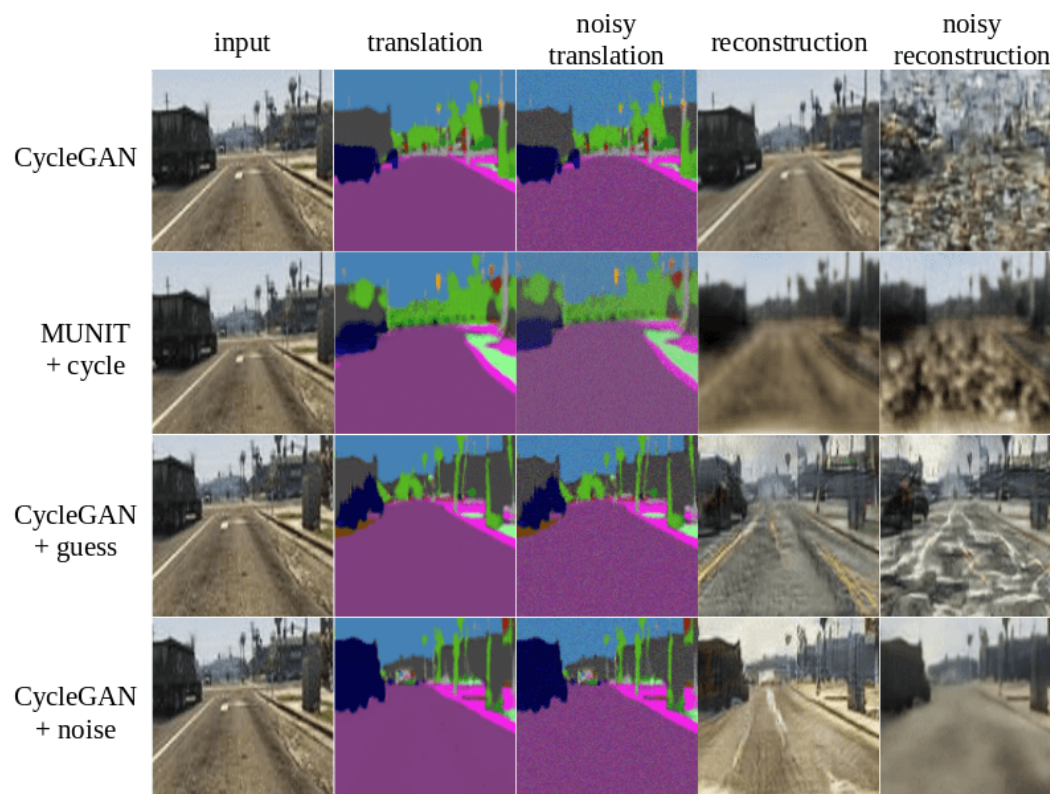 input
translation
noisy
translation
reconstruction
noisy
reconstruction
CycleGAN
MUNIT
+ cycle
CycleGAN
+ guess
CycleGAN
+ noise